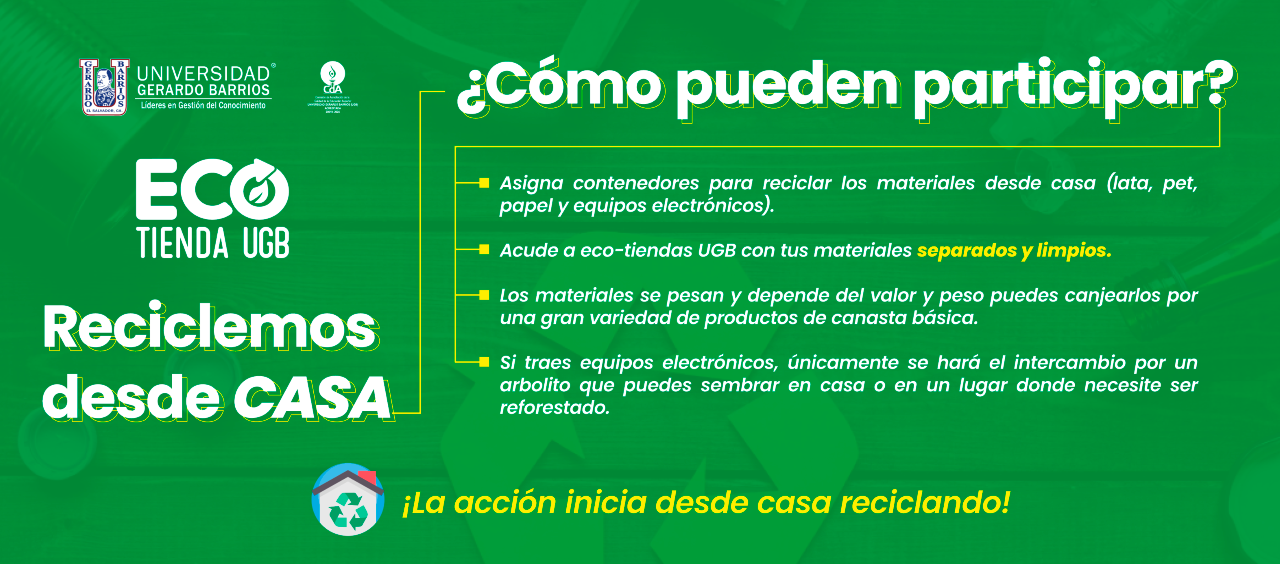 GERARDO
BARRIOS
EL SALVADOR, CA.
UNIVERSIDAD®
GERARDO BARRIOS
Líderes en Gestión del Conocimiento
CdA
ECO
TIENDA UGB
Reciclemos
desde CASA
¿Cómo pueden participar?
Asigna contenedores para reciclar los materiales desde casa (lata, pet,
papel y equipos electrónicos).
Acude a eco-tiendas UGB con tus materiales separados y limpios.
Los materiales se pesan y depende del valor y peso puedes canjearlos por
una gran variedad de productos de canasta básica.
Si traes equipos electrónicos, únicamente se hará el intercambio por un
arbolito que puedes sembrar en casa o en un lugar donde necesite ser
reforestado.
¡La acción inicia desde casa reciclando!